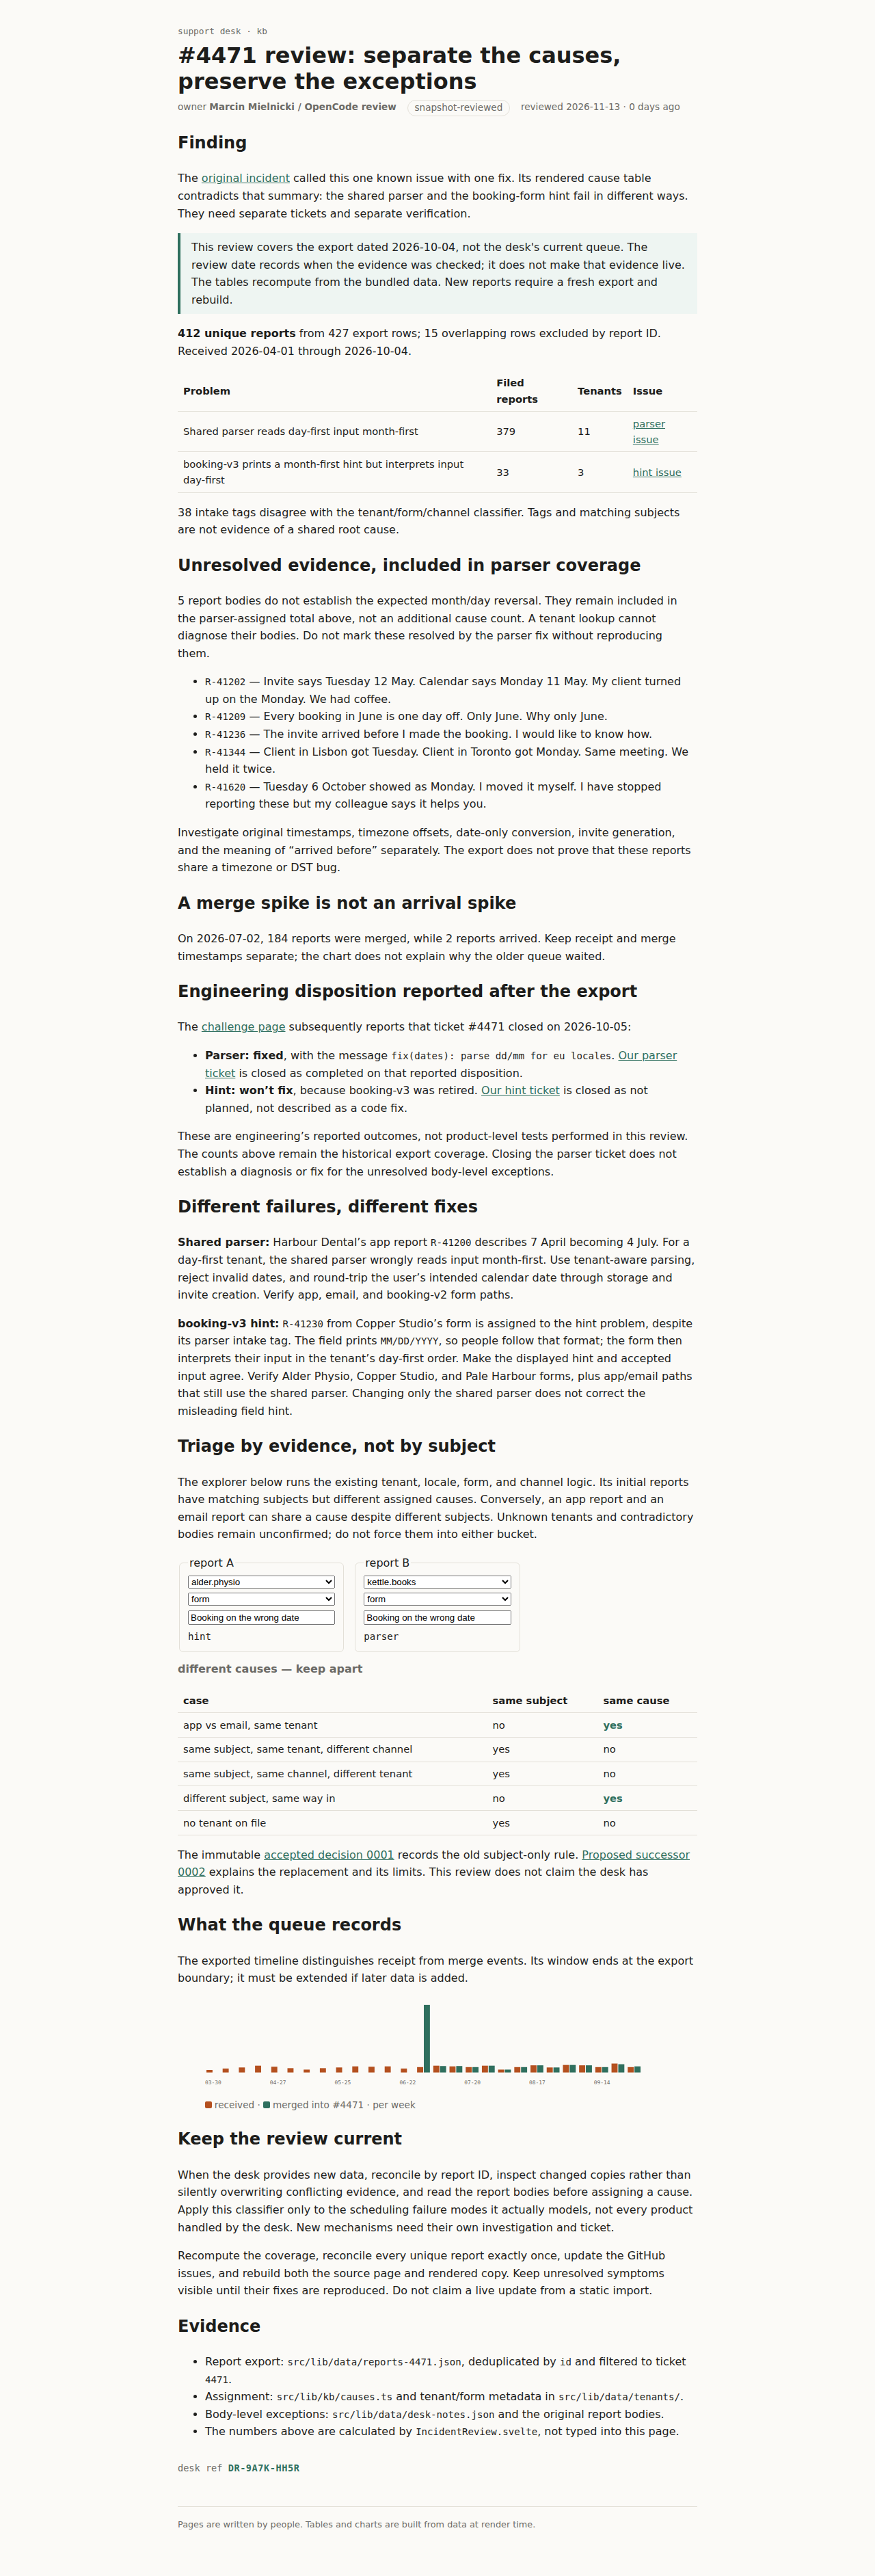 support desk · kb
#4471 review: separate the causes,
preserve the exceptions
owner Marcin Mielnicki / OpenCode review snapshot-reviewed reviewed 2026-11-13 · 0 days ago
Finding
The original incident called this one known issue with one fix. Its rendered cause table
contradicts that summary: the shared parser and the booking-form hint fail in different ways.
They need separate tickets and separate verification.
This review covers the export dated 2026-10-04, not the desk's current queue. The
review date records when the evidence was checked; it does not make that evidence live.
The tables recompute from the bundled data. New reports require a fresh export and
rebuild.
412 unique reports from 427 export rows; 15 overlapping rows excluded by report ID.
Received 2026-04-01 through 2026-10-04.
Problem Filed reports Tenants Issue
Shared parser reads day-first input month-first 379 11 parser issue
booking-v3 prints a month-first hint but interprets input
day-first 33 3 hint issue
38 intake tags disagree with the tenant/form/channel classifier. Tags and matching subjects
are not evidence of a shared root cause.
Unresolved evidence, included in parser coverage
5 report bodies do not establish the expected month/day reversal. They remain included in
the parser-assigned total above, not an additional cause count. A tenant lookup cannot
diagnose their bodies. Do not mark these resolved by the parser fix without reproducing
them.
• R-41202 — Invite says Tuesday 12 May. Calendar says Monday 11 May. My client turned
up on the Monday. We had coffee.
• R-41209 — Every booking in June is one day off. Only June. Why only June.
• R-41236 — The invite arrived before I made the booking. I would like to know how.
• R-41344 — Client in Lisbon got Tuesday. Client in Toronto got Monday. Same meeting. We
held it twice.
• R-41620 — Tuesday 6 October showed as Monday. I moved it myself. I have stopped
reporting these but my colleague says it helps you.
Investigate original timestamps, timezone offsets, date-only conversion, invite generation,
and the meaning of “arrived before” separately. The export does not prove that these reports
share a timezone or DST bug.
A merge spike is not an arrival spike
On 2026-07-02, 184 reports were merged, while 2 reports arrived. Keep receipt and merge
timestamps separate; the chart does not explain why the older queue waited.
Engineering disposition reported after the export
The challenge page subsequently reports that ticket #4471 closed on 2026-10-05:
• Parser: fixed, with the message fix(dates): parse dd/mm for eu locales. Our parser
ticket is closed as completed on that reported disposition.
• Hint: won’t fix, because booking-v3 was retired. Our hint ticket is closed as not
planned, not described as a code fix.
These are engineering’s reported outcomes, not product-level tests performed in this review.
The counts above remain the historical export coverage. Closing the parser ticket does not
establish a diagnosis or fix for the unresolved body-level exceptions.
Different failures, different fixes
Shared parser: Harbour Dental’s app report R-41200 describes 7 April becoming 4 July. For a
day-first tenant, the shared parser wrongly reads input month-first. Use tenant-aware parsing,
reject invalid dates, and round-trip the user’s intended calendar date through storage and
invite creation. Verify app, email, and booking-v2 form paths.
booking-v3 hint: R-41230 from Copper Studio’s form is assigned to the hint problem, despite
its parser intake tag. The field prints MM/DD/YYYY, so people follow that format; the form then
interprets their input in the tenant’s day-first order. Make the displayed hint and accepted
input agree. Verify Alder Physio, Copper Studio, and Pale Harbour forms, plus app/email paths
that still use the shared parser. Changing only the shared parser does not correct the
misleading field hint.
Triage by evidence, not by subject
The explorer below runs the existing tenant, locale, form, and channel logic. Its initial reports
have matching subjects but different assigned causes. Conversely, an app report and an
email report can share a cause despite different subjects. Unknown tenants and contradictory
bodies remain unconfirmed; do not force them into either bucket.
report A
alder.physio
form
Booking on the wrong date
hint
report B
kettle.books
form
Booking on the wrong date
parser
different causes — keep apart
case same subject same cause
app vs email, same tenant no yes
same subject, same tenant, different channel yes no
same subject, same channel, different tenant yes no
different subject, same way in no yes
no tenant on file yes no
The immutable accepted decision 0001 records the old subject-only rule. Proposed successor
0002 explains the replacement and its limits. This review does not claim the desk has
approved it.
What the queue records
The exported timeline distinguishes receipt from merge events. Its window ends at the export
boundary; it must be extended if later data is added.
03-30 04-27 05-25 06-22 07-20 08-17 09-14
received · merged into #4471 · per week
Keep the review current
When the desk provides new data, reconcile by report ID, inspect changed copies rather than
silently overwriting conflicting evidence, and read the report bodies before assigning a cause.
Apply this classifier only to the scheduling failure modes it actually models, not every product
handled by the desk. New mechanisms need their own investigation and ticket.
Recompute the coverage, reconcile every unique report exactly once, update the GitHub
issues, and rebuild both the source page and rendered copy. Keep unresolved symptoms
visible until their fixes are reproduced. Do not claim a live update from a static import.
Evidence
• Report export: src/lib/data/reports-4471.json, deduplicated by id and filtered to ticket
4471.
• Assignment: src/lib/kb/causes.ts and tenant/form metadata in src/lib/data/tenants/.
• Body-level exceptions: src/lib/data/desk-notes.json and the original report bodies.
• The numbers above are calculated by IncidentReview.svelte, not typed into this page.
desk ref DR-9A7K-HH5R
Pages are written by people. Tables and charts are built from data at render time.